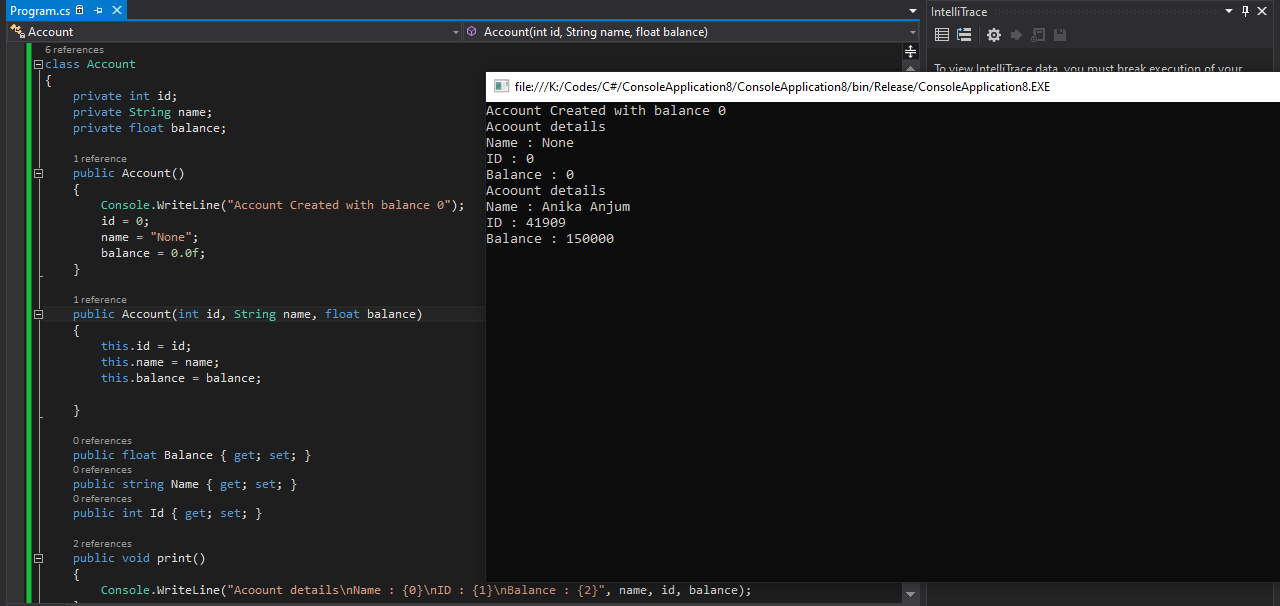 Program.cs
Account
Account(int id, String name, float balance)
6 references
class Account
{
private int id;
private String name;
private float balance;
1 reference
public Account()
{
Console.WriteLine("Account Created with balance 0");
id = 0;
name = "None";
balance = 0.0f;
}
1 reference
public Account(int id, String name, float balance)
{
this.id = id;
this.name = name;
this.balance = balance;
}
0 references
public float Balance { get; set; }
0 references
public string Name { get; set; }
0 references
public int Id { get; set; }
2 references
public void print()
{
Console.WriteLine("Acoount details\nName : {0}\nID : {1}\nBalance : {2}", name, id, balance);
IntelliTrace
To view IntelliTrace data, you must break execution of your
file:///K:/Codes/C#/ConsoleApplication8/ConsoleApplication8/bin/Release/ConsoleApplication8.EXE
Account Created with balance 0
Acoount details
Name : None
ID : 0
Balance : 0
Acoount details
Name : Anika Anjum
ID : 41909
Balance : 150000